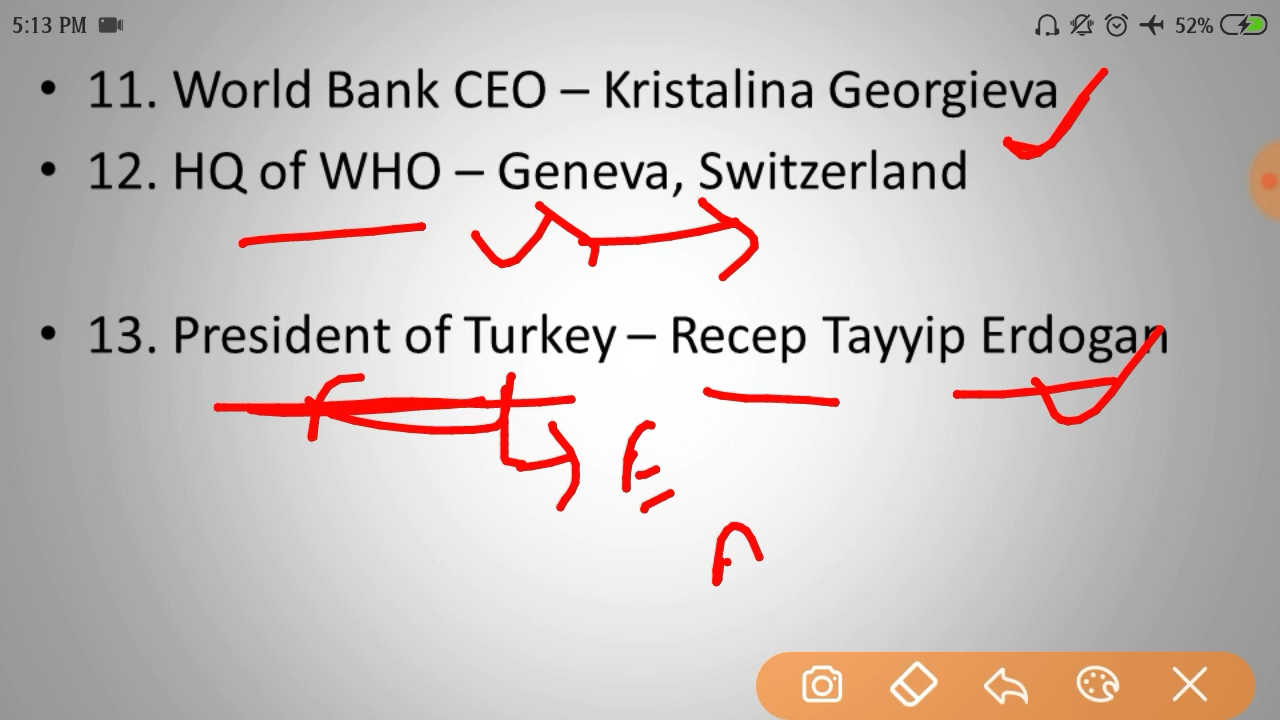 5:13 PM 52%
• 11. World Bank CEO – Kristalina Georgieva
• 12. HQ of WHO – Geneva, Switzerland
• 13. President of Turkey – Recep Tayyip Erdogan
E
A